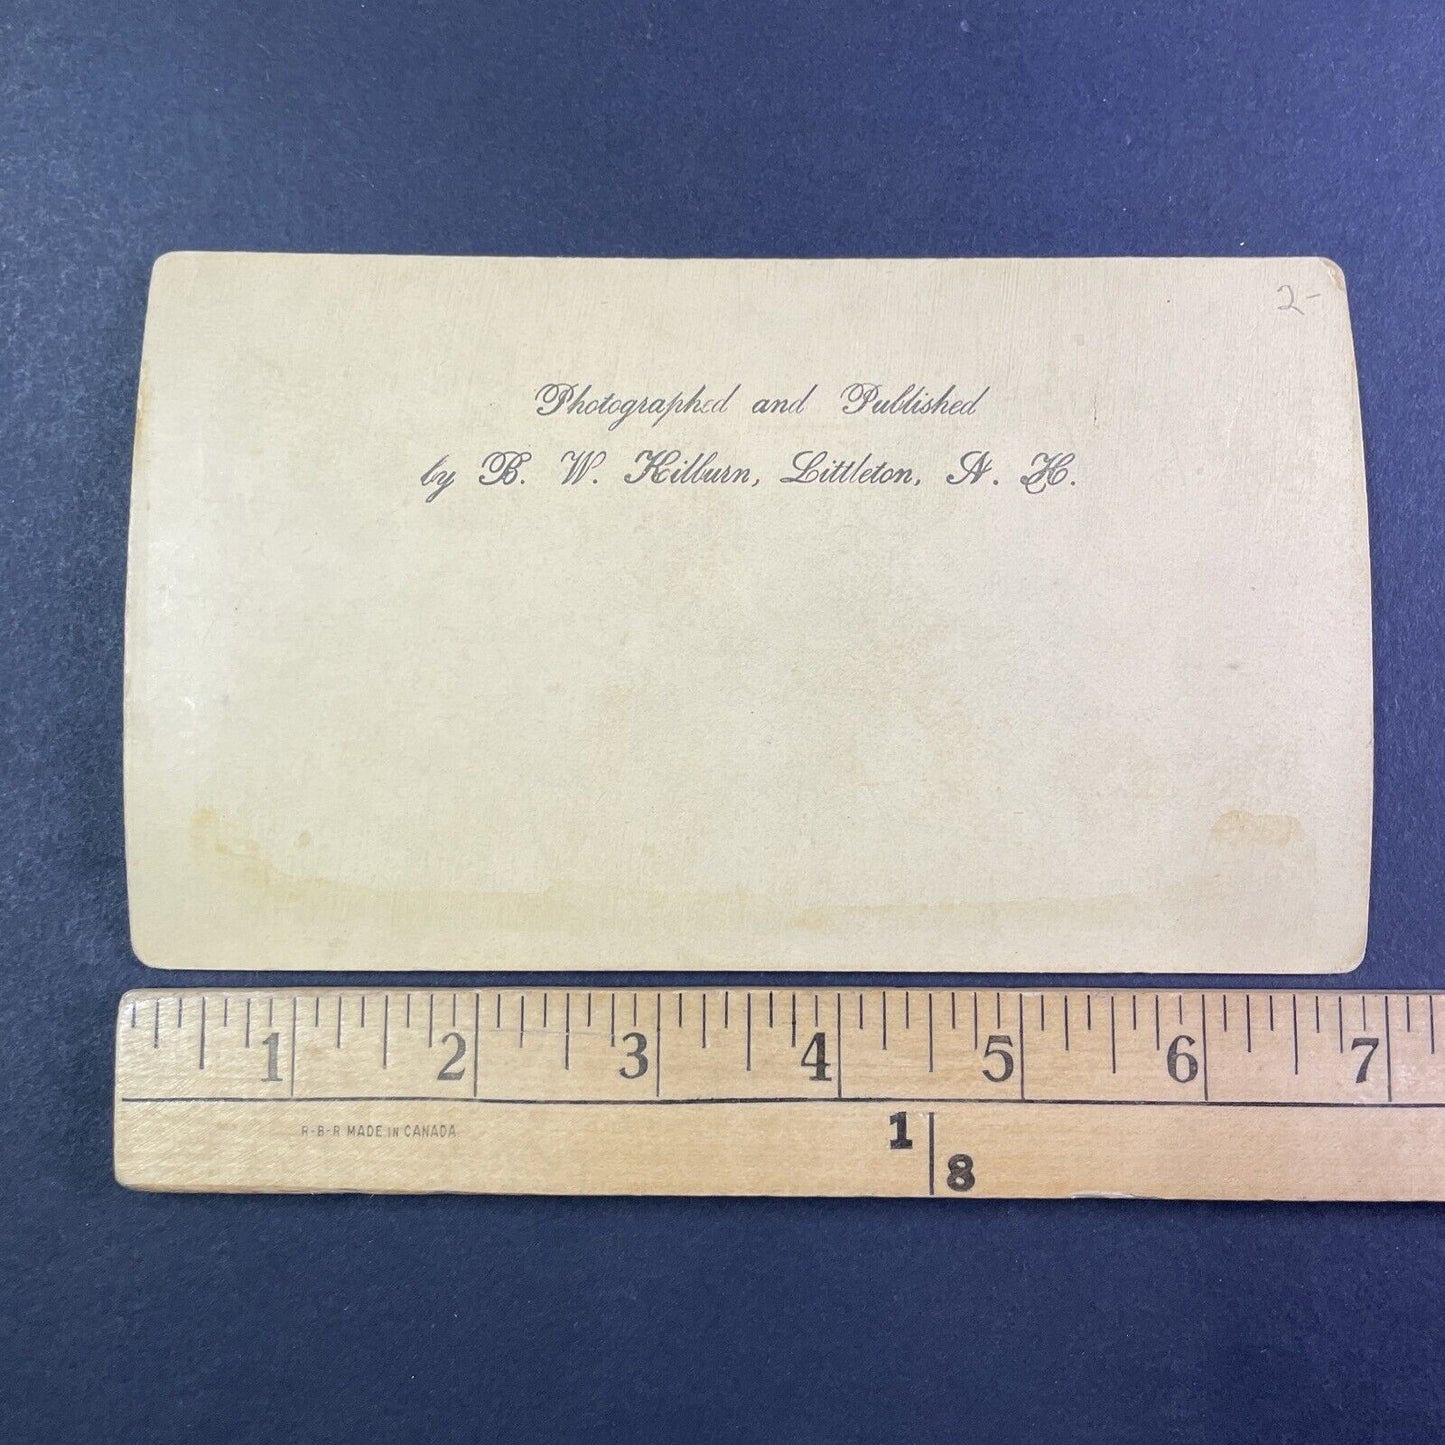 2-
Photographed and Published
by B. W. Kilburn, Littleton, N. H.
1 2 3 4 5 6 7
R-B-R MADE IN CANADA
1
8